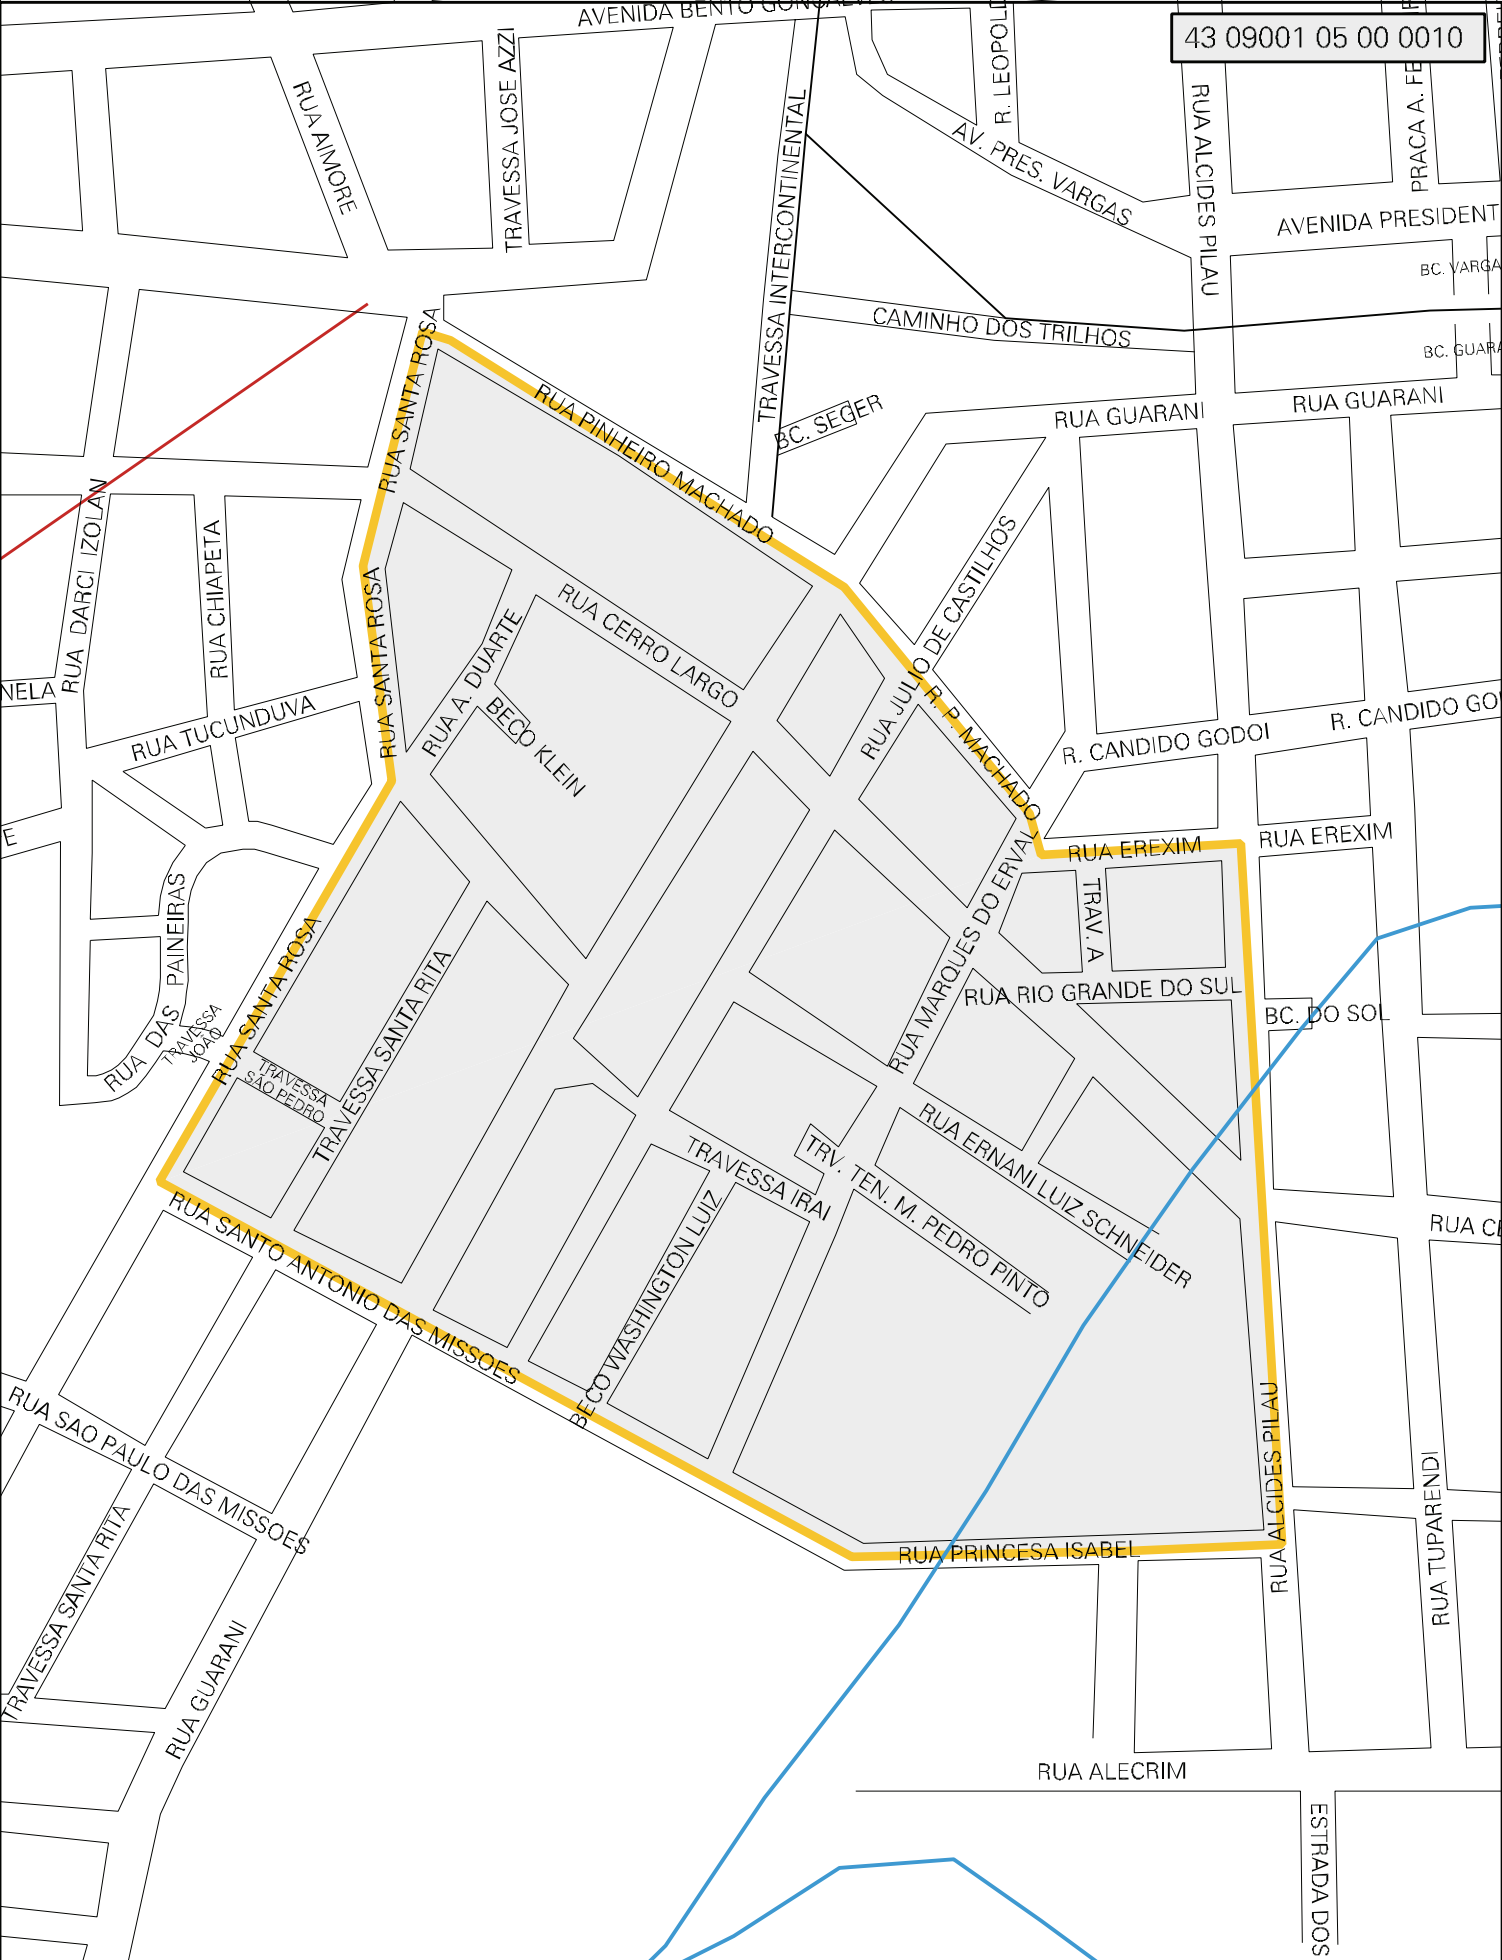 AVENIDA BENTO GONCALVES
43 09001 05 00 0010
RUA AIMORE
TRAVESSA JOSE AZZI
TRAVESSA INTERCONTINENTAL
R. LEOPOLD
AV. PRES. VARGAS
RUA ALCIDES PILAU
PRACA A. FE
AVENIDA PRESIDENT
BC. VARGA
CAMINHO DOS TRILHOS
BC. GUARA
RUA SANTA ROSA
RUA PINHEIRO MACHADO
BC. SEGER
RUA GUARANI
RUA GUARANI
RUA DARCI IZOLAN
RUA CHIAPETA
RUA SANTA ROSA
RUA CERRO LARGO
RUA JULIO DE CASTILHOS
NELA
RUA TUCUNDUVA
RUA A. DUARTE
BECO KLEIN
R. P. MACHADO
R. CANDIDO GODOI
R. CANDIDO GO
E
RUA EREXIM
RUA EREXIM
TRAV. A
RUA DAS PAINEIRAS
RUA SANTA ROSA
TRAVESSA
JOAO
TRAVESSA
SAO PEDRO
TRAVESSA SANTA RITA
RUA MARQUES DO ERVAL
RUA RIO GRANDE DO SUL
BC. DO SOL
RUA ERNANI LUIZ SCHNEIDER
TRAVESSA IRAI
TRV. TEN. M. PEDRO PINTO
BECO WASHINGTON LUIZ
RUA SANTO ANTONIO DAS MISSOES
RUA CE
RUA SAO PAULO DAS MISSOES
TRAVESSA SANTA RITA
RUA GUARANI
RUA PRINCESA ISABEL
RUA ALCIDES PILAU
RUA TUPARENDI
RUA ALECRIM
ESTRADA DOS